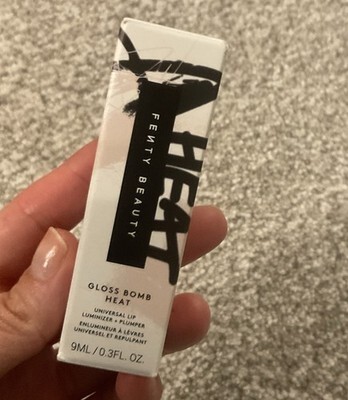 HEAT
FENTY BEAUTY
GLOSS BOMB
HEAT
UNIVERSAL LIP
LUMINIZER + PLUMPER
ENLUMINEUR À LÈVRES
UNIVERSEL ET REPULPANT
9ML / 0.3FL. OZ.